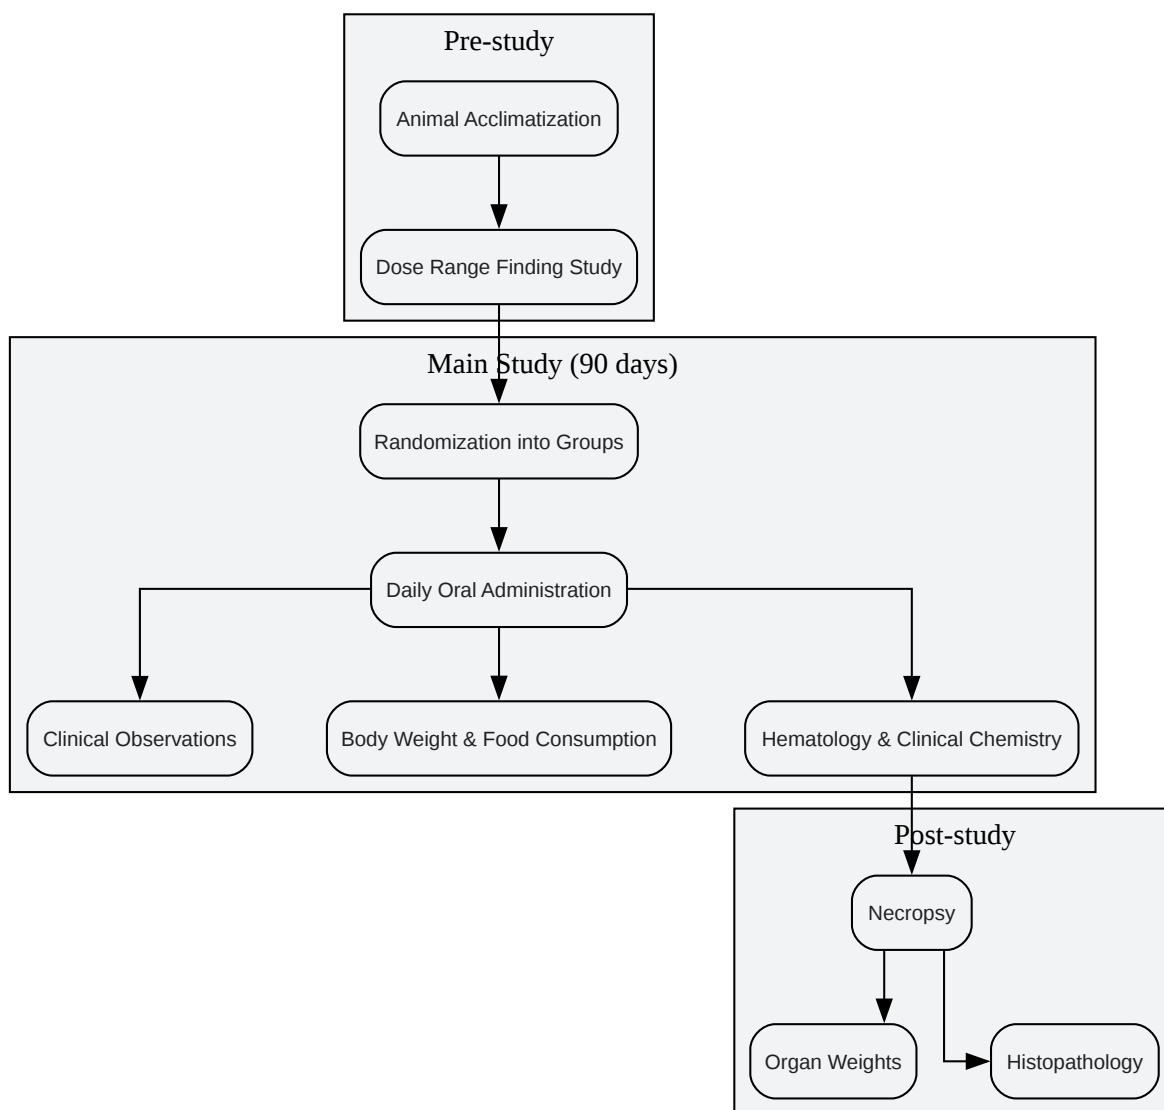 Pre-study
Animal Acclimatization
Dose Range Finding Study
Main Study (90 days)
Randomization into Groups
Daily Oral Administration
Clinical Observations
Body Weight & Food Consumption
Hematology & Clinical Chemistry
Post-study
Necropsy
Organ Weights
Histopathology